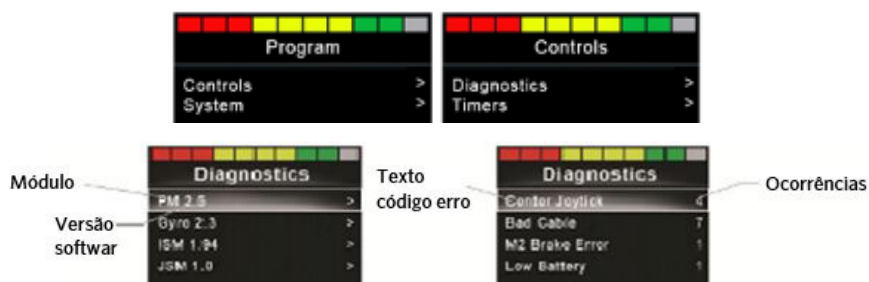 Program
Controls >
System >
Controls
Diagnostics >
Timers >
Módulo
Versão
softwar
Diagnostics
PM 2.5 >
Gyro 2.3 >
ISM 1.94 >
JSM 1.0 >
Texto
código erro
Diagnostics
Center Joytick 4
Bad Cable 7
M2 Brake Error 1
Low Battery 1
Ocorrências